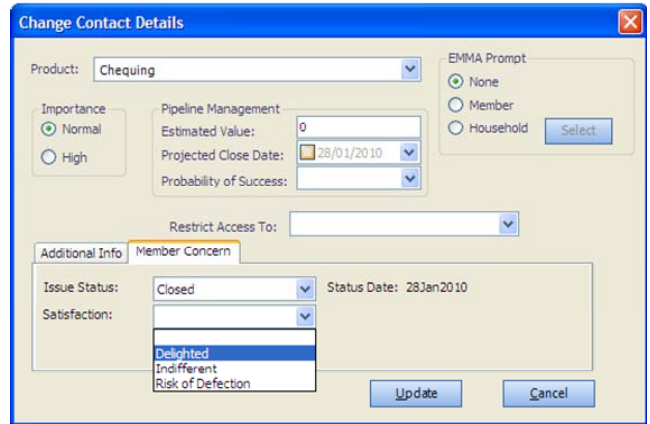 Change Contact Details
Product: Chequing
EMMA Prompt
None
Member
Household Select
Importance
Normal
High
Pipeline Management
Estimated Value: 0
Projected Close Date: 28/01/2010
Probability of Success:
Restrict Access To:
Additional Info Member Concern
Issue Status: Closed Status Date: 28Jan2010
Satisfaction:
Delighted
Indifferent
Risk of Defection
Update Cancel